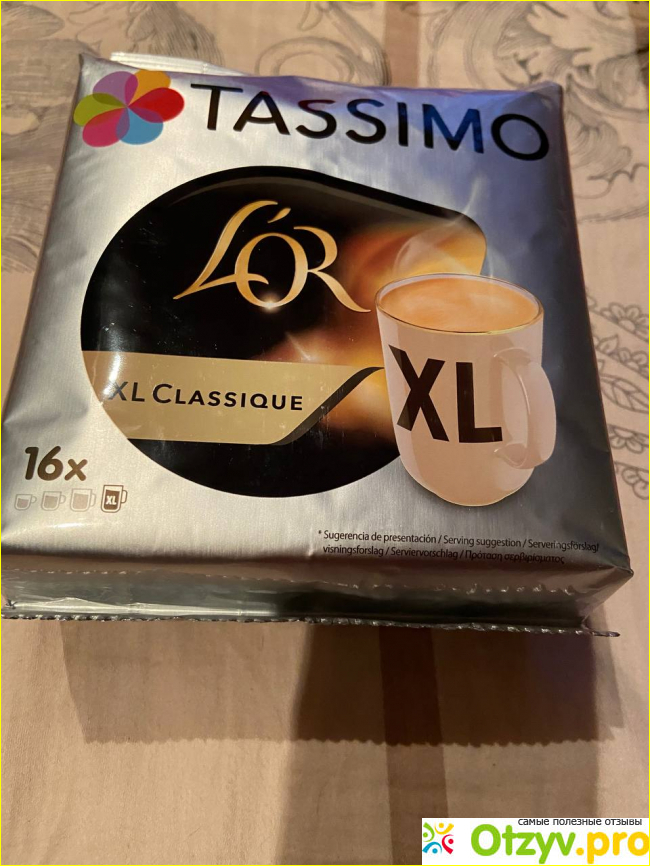 TASSIMO
L'OR
XL CLASSIQUE
XL
16x
XL
* Sugerencia de presentación / Serving suggestion / Serveringsförslag/
visningsforslag / Serviervorschlag / Πρόταση σερβιρίσματος
самые полезные отзывы
Otzyv.pro